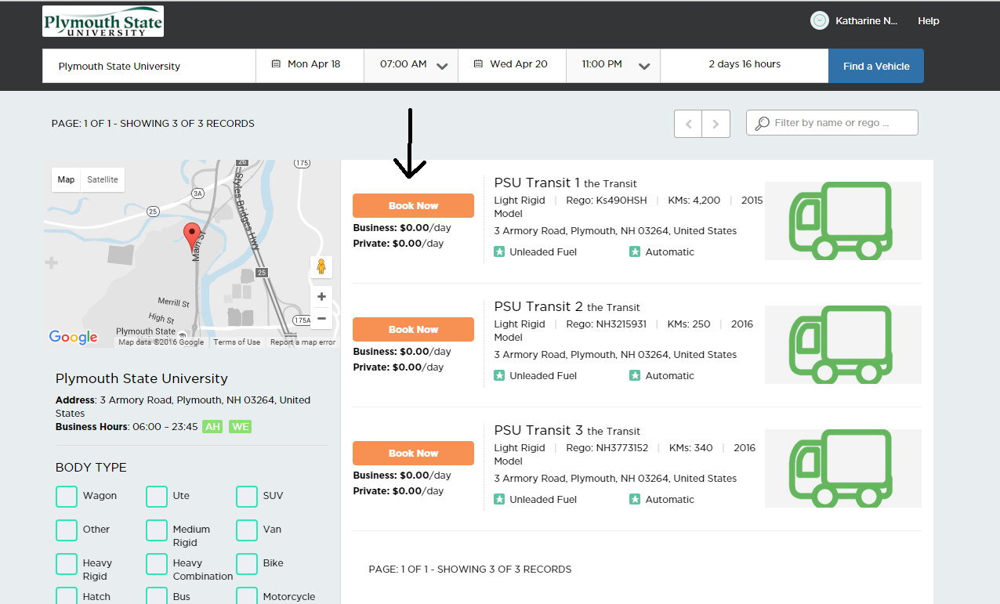 Plymouth State
UNIVERSITY
Katharine N...
Help
Plymouth State University
Mon Apr 18
07:00 AM
Wed Apr 20
11:00 PM
2 days 16 hours
Find a Vehicle
PAGE: 1 OF 1 - SHOWING 3 OF 3 RECORDS
Filter by name or rego ...
Map
Satellite
25
175
3A
25
Styles Bridges Hwy
Main St
25
Merrill St
High St
175A
Plymouth State
Google
Map data ©2016 Google
Terms of Use
Report a map error
Plymouth State University
Address: 3 Armory Road, Plymouth, NH 03264, United
States
Business Hours: 06:00 – 23:45 AH WE
BODY TYPE
Wagon
Ute
SUV
Other
Medium
Rigid
Van
Heavy
Rigid
Heavy
Combination
Bike
Hatch
Bus
Motorcycle
Book Now
Business: $0.00/day
Private: $0.00/day
PSU Transit 1 the Transit
Light Rigid | Rego: Ks490HSH | KMs: 4,200 | 2015
Model
3 Armory Road, Plymouth, NH 03264, United States
Unleaded Fuel
Automatic
Book Now
Business: $0.00/day
Private: $0.00/day
PSU Transit 2 the Transit
Light Rigid | Rego: NH3215931 | KMs: 250 | 2016
Model
3 Armory Road, Plymouth, NH 03264, United States
Unleaded Fuel
Automatic
Book Now
Business: $0.00/day
Private: $0.00/day
PSU Transit 3 the Transit
Light Rigid | Rego: NH3773152 | KMs: 340 | 2016
Model
3 Armory Road, Plymouth, NH 03264, United States
Unleaded Fuel
Automatic
PAGE: 1 OF 1 - SHOWING 3 OF 3 RECORDS